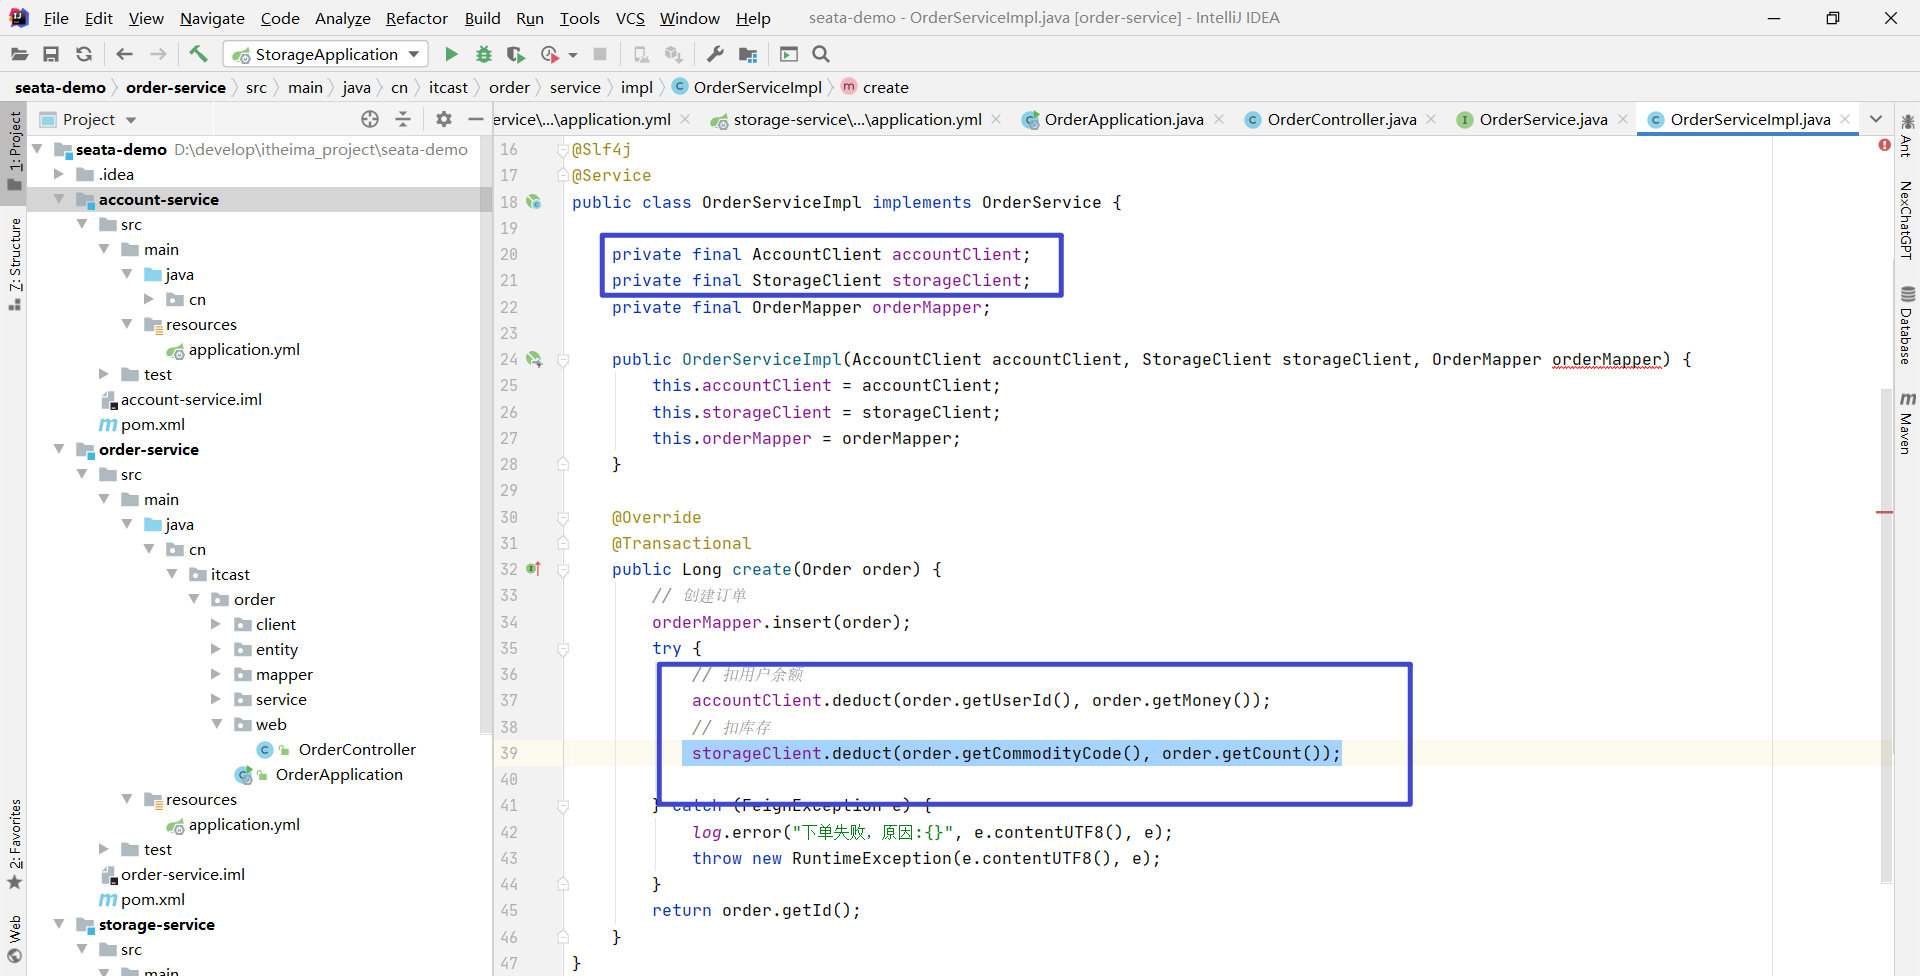 File Edit View Navigate Code Analyze Refactor Build Run Tools VCS Window Help seata-demo - OrderServiceImpl.java [order-service] - IntelliJ IDEA
StorageApplication
seata-demo order-service src main java cn itcast order service impl OrderServiceImpl create
Project
ervice\...\application.yml storage-service\...\application.yml OrderApplication.java OrderController.java OrderService.java OrderServiceImpl.java
1: Project
7: Structure
2: Favorites
Web
seata-demo D:\develop\itheima_project\seata-demo
.idea
account-service
src
main
java
cn
resources
application.yml
test
account-service.iml
pom.xml
order-service
src
main
java
cn
itcast
order
client
entity
mapper
service
web
OrderController
OrderApplication
resources
application.yml
test
order-service.iml
pom.xml
storage-service
src
main
16 @Slf4j
17 @Service
18 public class OrderServiceImpl implements OrderService {
19
20 private final AccountClient accountClient;
21 private final StorageClient storageClient;
22 private final OrderMapper orderMapper;
23
24 public OrderServiceImpl(AccountClient accountClient, StorageClient storageClient, OrderMapper orderMapper) {
25 this.accountClient = accountClient;
26 this.storageClient = storageClient;
27 this.orderMapper = orderMapper;
28 }
29
30 @Override
31 @Transactional
32 public Long create(Order order) {
33 // 创建订单
34 orderMapper.insert(order);
35 try {
36 // 扣用户余额
37 accountClient.deduct(order.getUserId(), order.getMoney());
38 // 扣库存
39 storageClient.deduct(order.getCommodityCode(), order.getCount());
40
41 } catch (FeignException e) {
42 log.error("下单失败，原因:{}", e.contentUTF8(), e);
43 throw new RuntimeException(e.contentUTF8(), e);
44 }
45 return order.getId();
46 }
47 }
Ant
NexChatGPT
Database
Maven